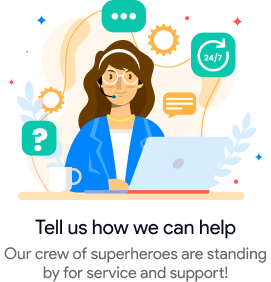 24/7
?
Tell us how we can help
Our crew of superheroes are standing
by for service and support!